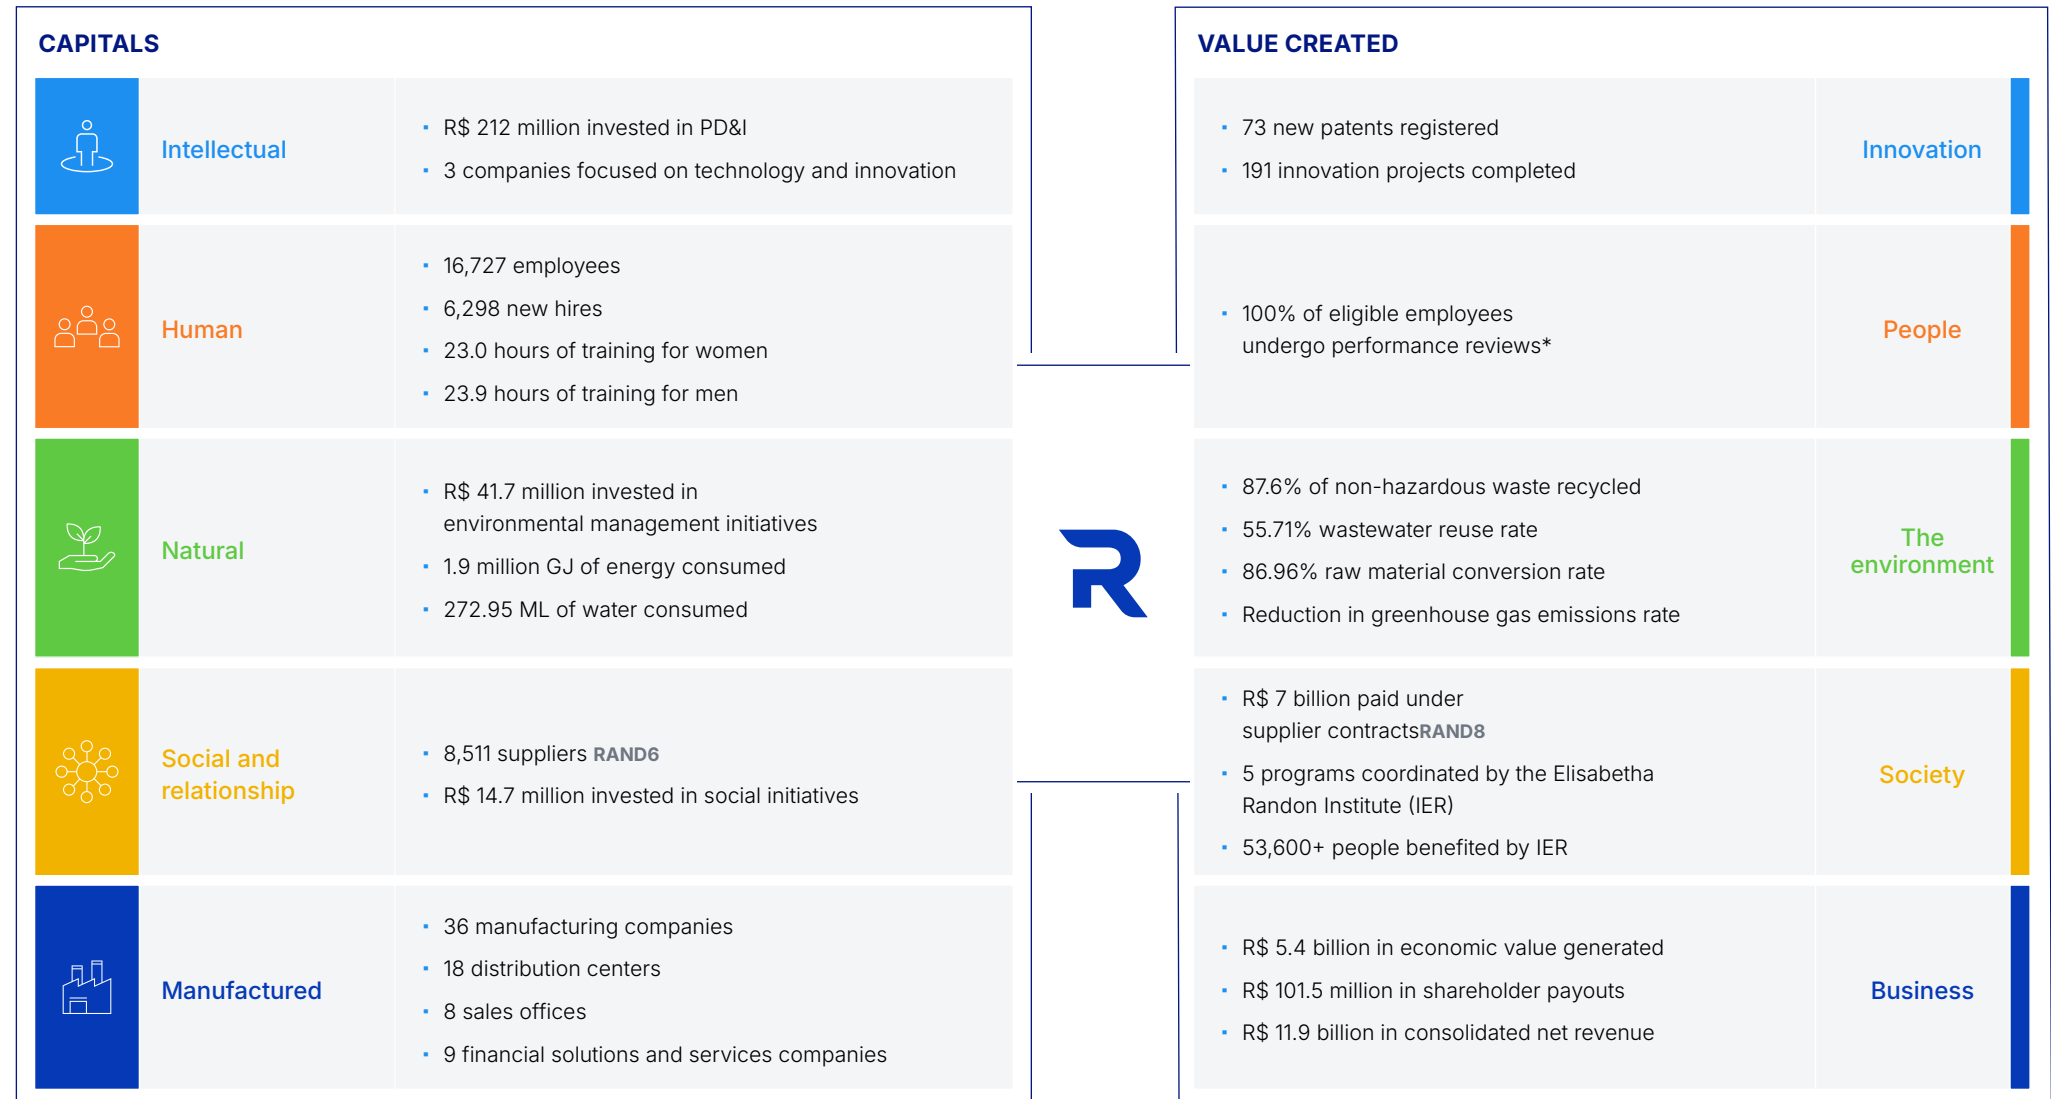 CAPITALS
Intellectual
R$ 212 million invested in PD&I
3 companies focused on technology and innovation
Human
16,727 employees
6,298 new hires
23.0 hours of training for women
23.9 hours of training for men
Natural
R$ 41.7 million invested in
environmental management initiatives
1.9 million GJ of energy consumed
272.95 ML of water consumed
Social and
relationship
8,511 suppliers RAND6
R$ 14.7 million invested in social initiatives
Manufactured
36 manufacturing companies
18 distribution centers
8 sales offices
9 financial solutions and services companies
VALUE CREATED
73 new patents registered
191 innovation projects completed
Innovation
100% of eligible employees
undergo performance reviews*
People
87.6% of non-hazardous waste recycled
55.71% wastewater reuse rate
86.96% raw material conversion rate
Reduction in greenhouse gas emissions rate
The
environment
R$ 7 billion paid under
supplier contractsRAND8
5 programs coordinated by the Elisabetha
Randon Institute (IER)
53,600+ people benefited by IER
Society
R$ 5.4 billion in economic value generated
R$ 101.5 million in shareholder payouts
R$ 11.9 billion in consolidated net revenue
Business